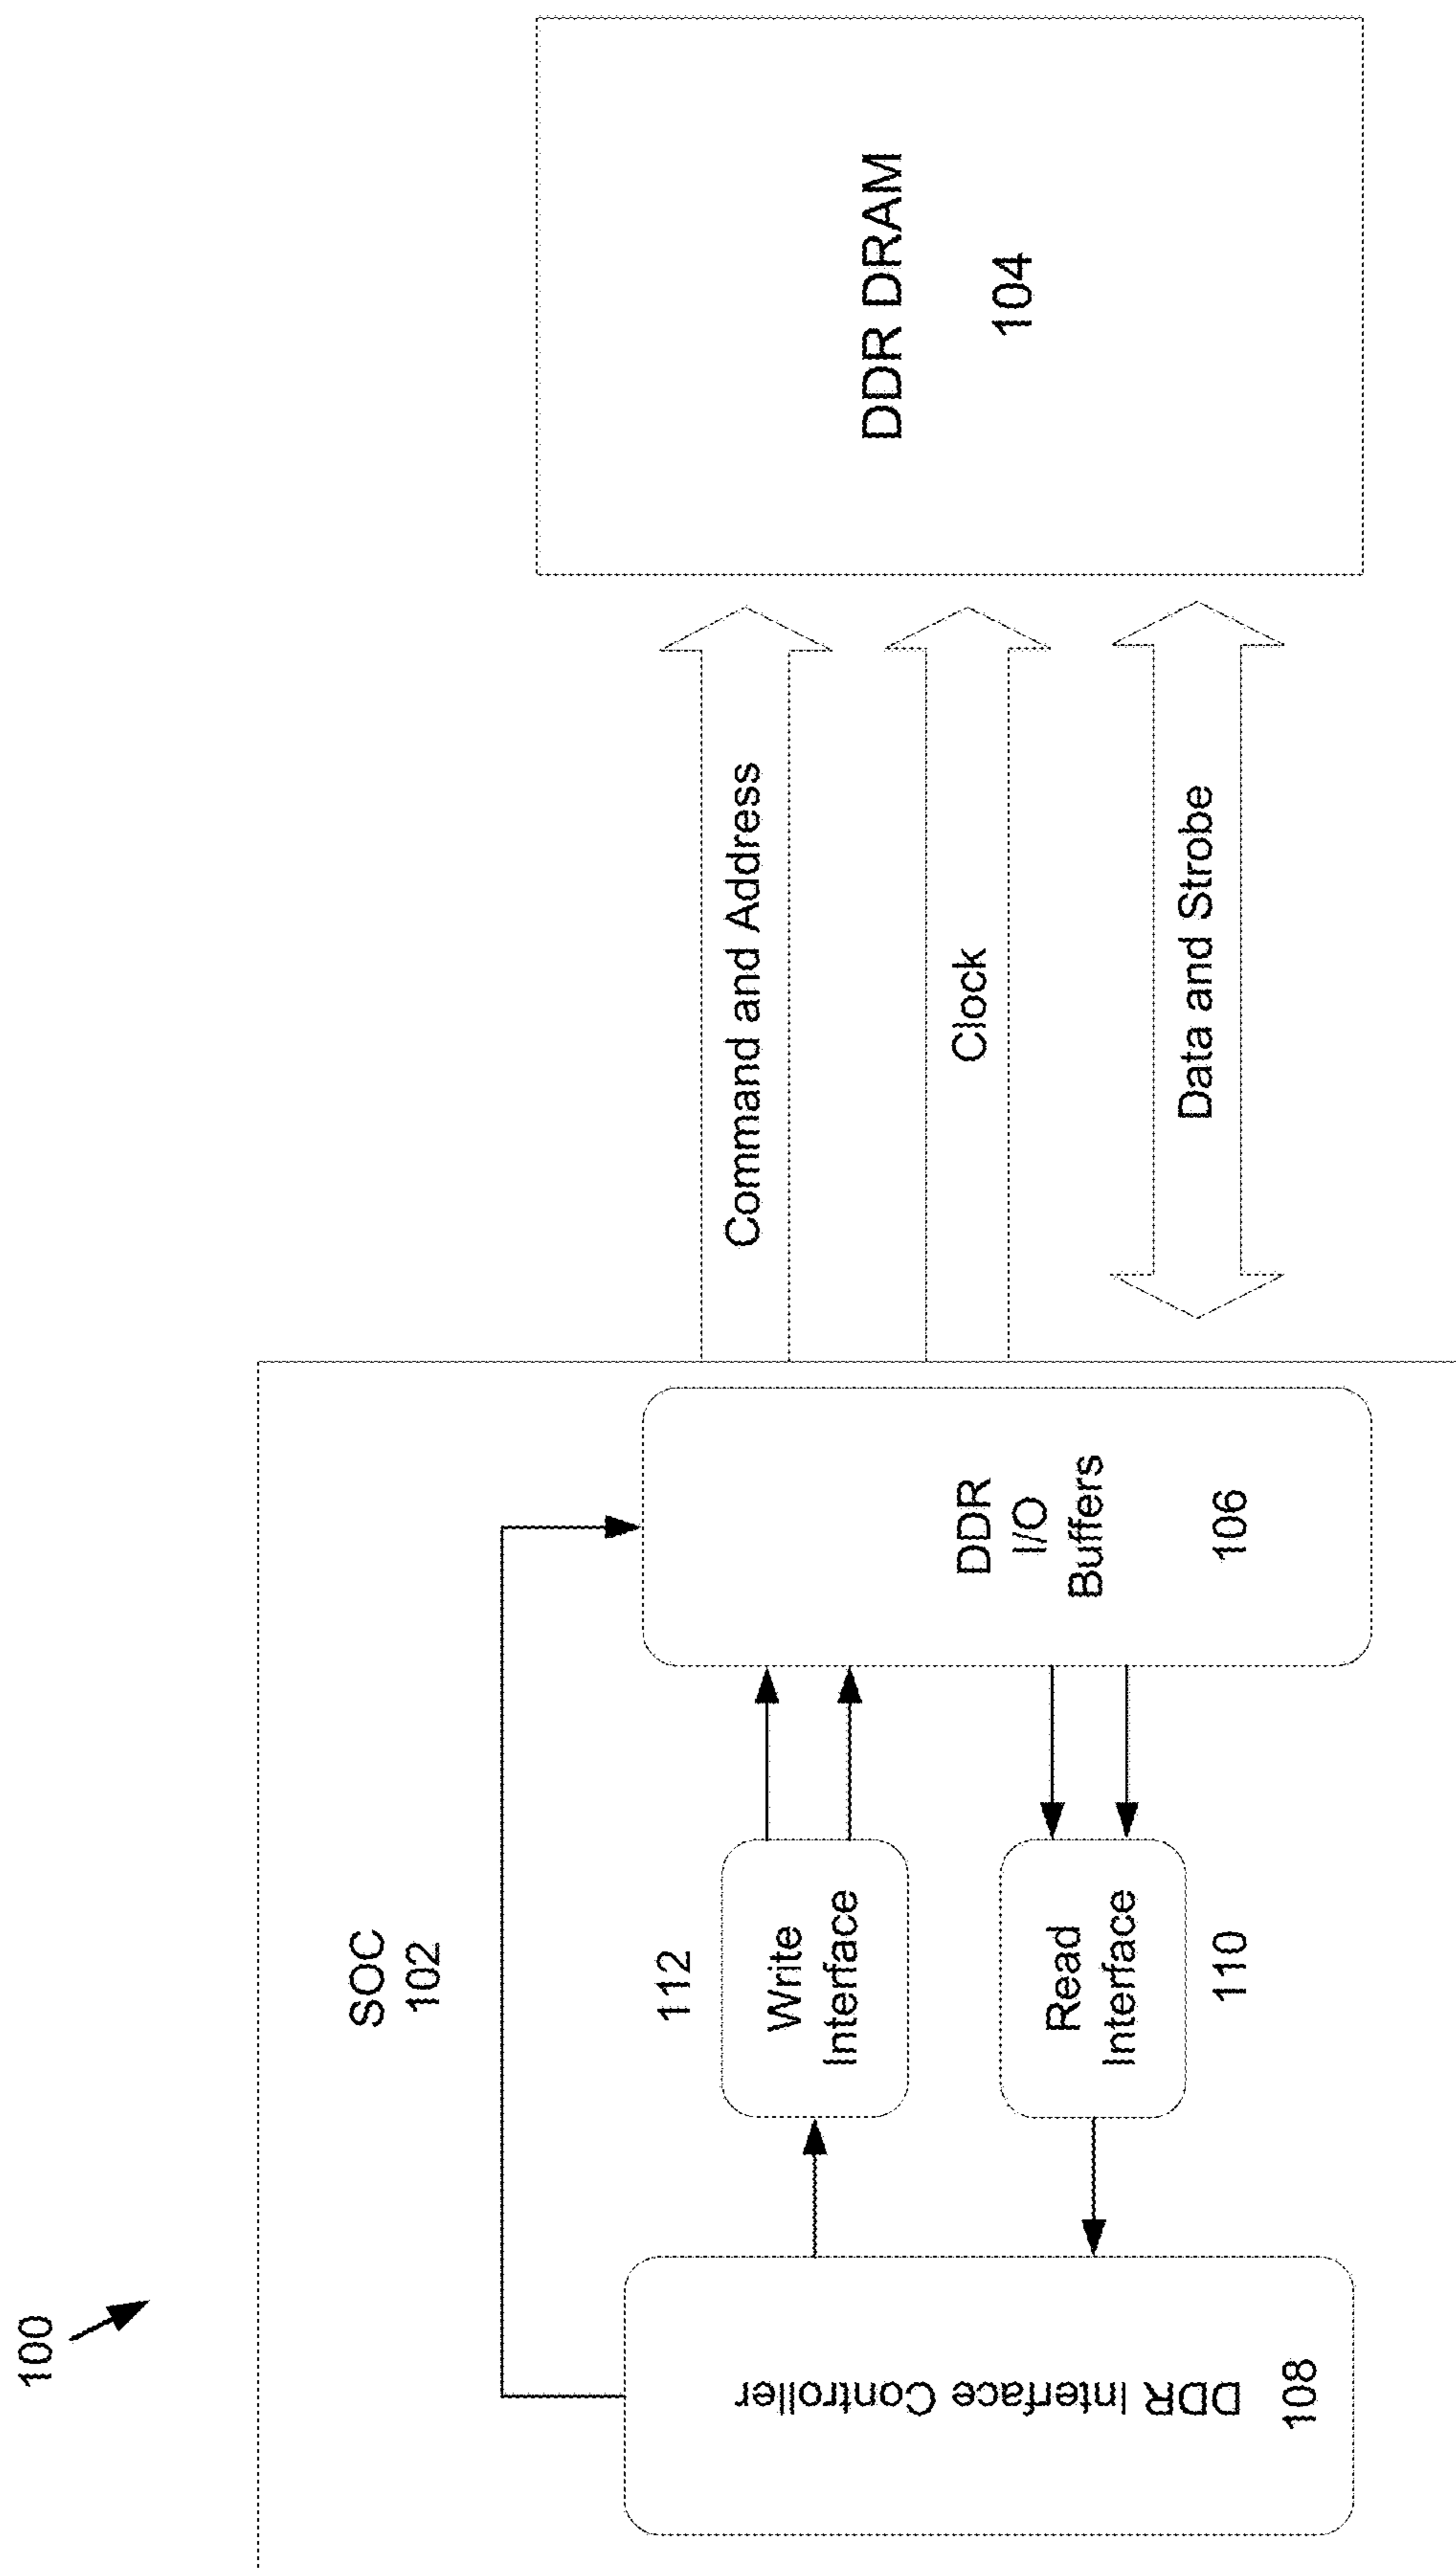 100
SOC
102
DDR Interface Controller
108
112
Write
Interface
Read
Interface
110
DDR
I/O
Buffers
106
Command and Address
Clock
Data and Strobe
DDR DRAM
104